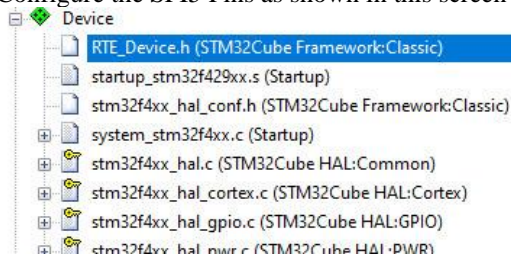 Configure the SPI5 Pins as shown in this screen
Device
RTE_Device.h (STM32Cube Framework:Classic)
startup_stm32f429xx.s (Startup)
stm32f4xx_hal_conf.h (STM32Cube Framework:Classic)
system_stm32f4xx.c (Startup)
stm32f4xx_hal.c (STM32Cube HAL:Common)
stm32f4xx_hal_cortex.c (STM32Cube HAL:Cortex)
stm32f4xx_hal_gpio.c (STM32Cube HAL:GPIO)
stm32f4xx_hal_pwr.c (STM32Cube HAL:PWR)